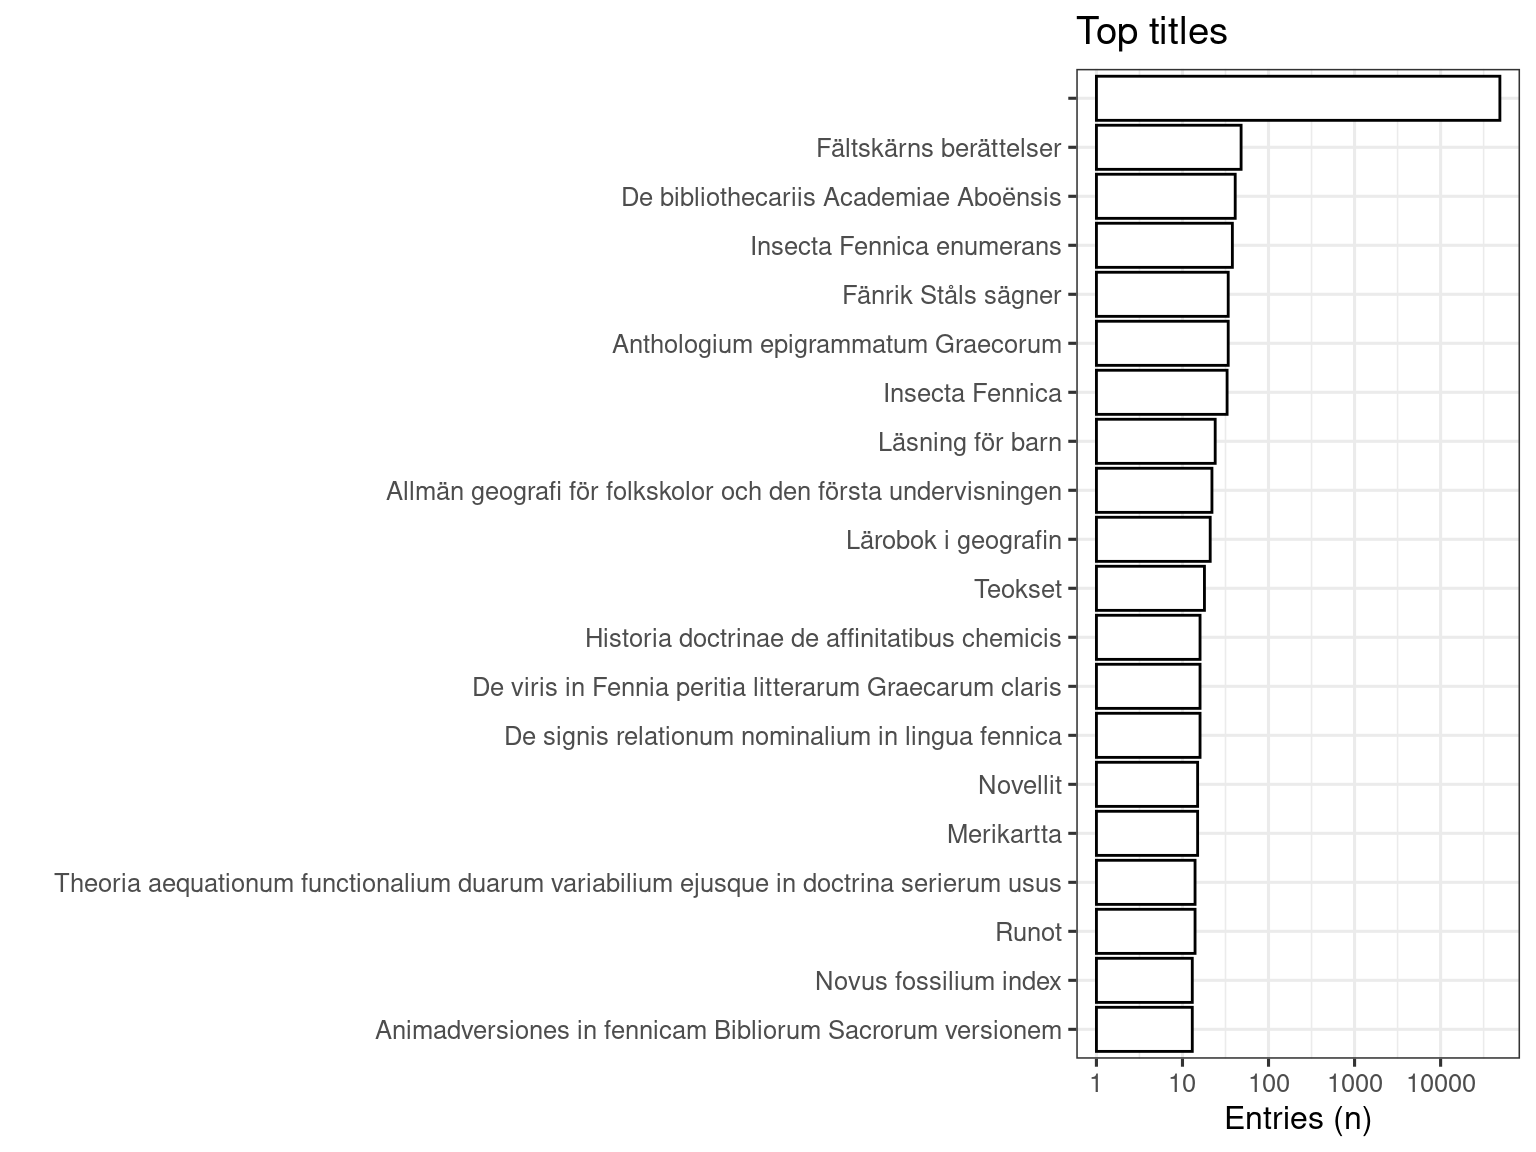 Top titles
Fältskärns berättelser
De bibliothecariis Academiae Aboënsis
Insecta Fennica enumerans
Fänrik Ståls sägner
Anthologium epigrammatum Graecorum
Insecta Fennica
Läsning för barn
Allmän geografi för folkskolor och den första undervisningen
Lärobok i geografin
Teokset
Historia doctrinae de affinitatibus chemicis
De viris in Fennia peritia litterarum Graecarum claris
De signis relationum nominalium in lingua fennica
Novellit
Merikartta
Theoria aequationum functionalium duarum variabilium ejusque in doctrina serierum usus
Runot
Novus fossilium index
Animadversiones in fennicam Bibliorum Sacrorum versionem
1 10 100 1000 10000
Entries (n)